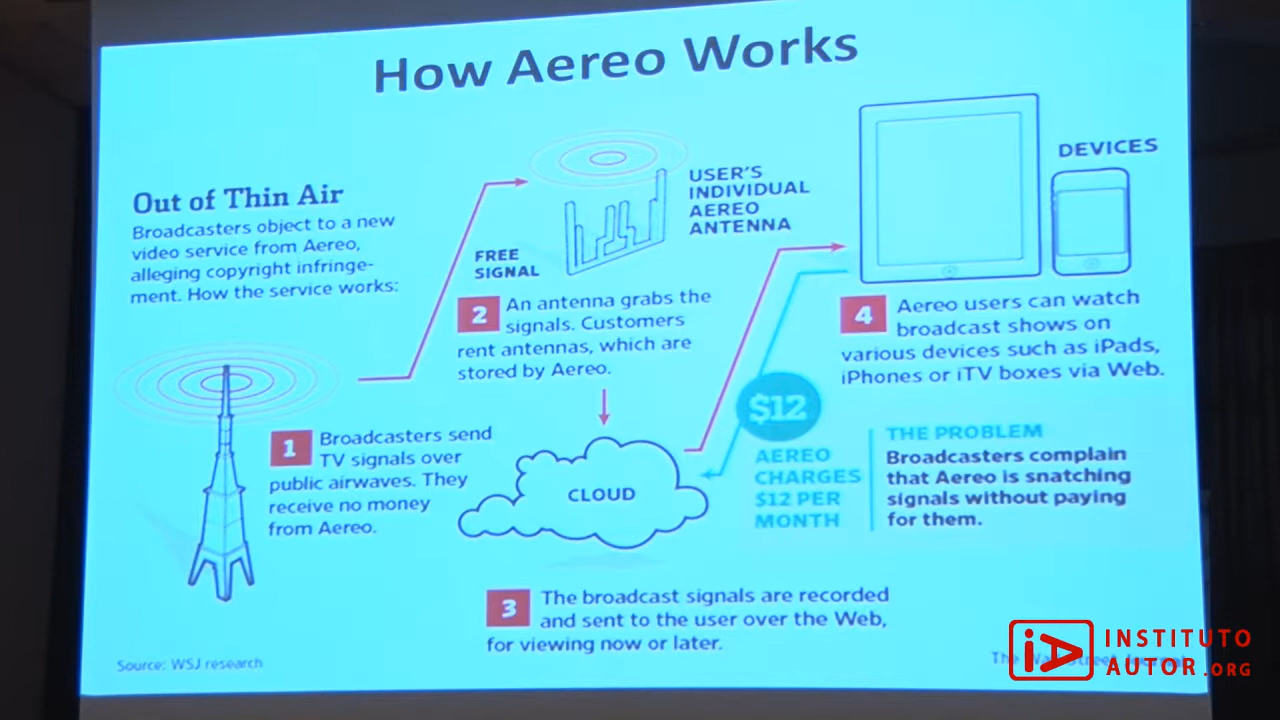 How Aereo Works
Out of Thin Air
Broadcasters object to a new
video service from Aereo,
alleging copyright infringe-
ment. How the service works:
1 Broadcasters send
TV signals over
public airwaves. They
receive no money
from Aereo.
FREE
SIGNAL
USER'S
INDIVIDUAL
AEREO
ANTENNA
2 An antenna grabs the
signals. Customers
rent antennas, which are
stored by Aereo.
CLOUD
3 The broadcast signals are recorded
and sent to the user over the Web,
for viewing now or later.
DEVICES
4 Aereo users can watch
broadcast shows on
various devices such as iPads,
iPhones or iTV boxes via Web.
$12
AEREO
CHARGES
$12 PER
MONTH
THE PROBLEM
Broadcasters complain
that Aereo is snatching
signals without paying
for them.
Source: WSJ research
The Wall Street Journal
iA INSTITUTO
AUTOR.ORG